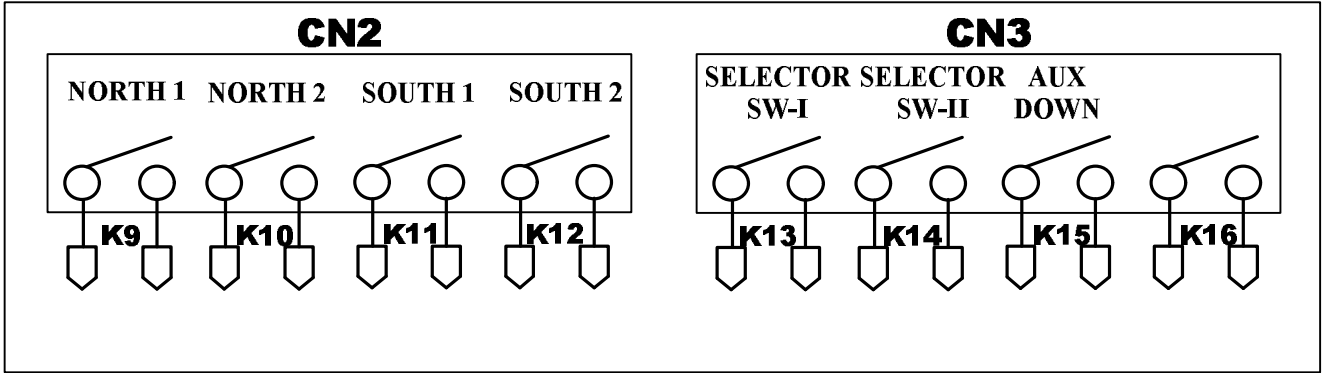 CN2
NORTH 1 NORTH 2 SOUTH 1 SOUTH 2
K9 K10 K11 K12
CN3
SELECTOR SELECTOR AUX
SW-I SW-II DOWN
K13 K14 K15 K16